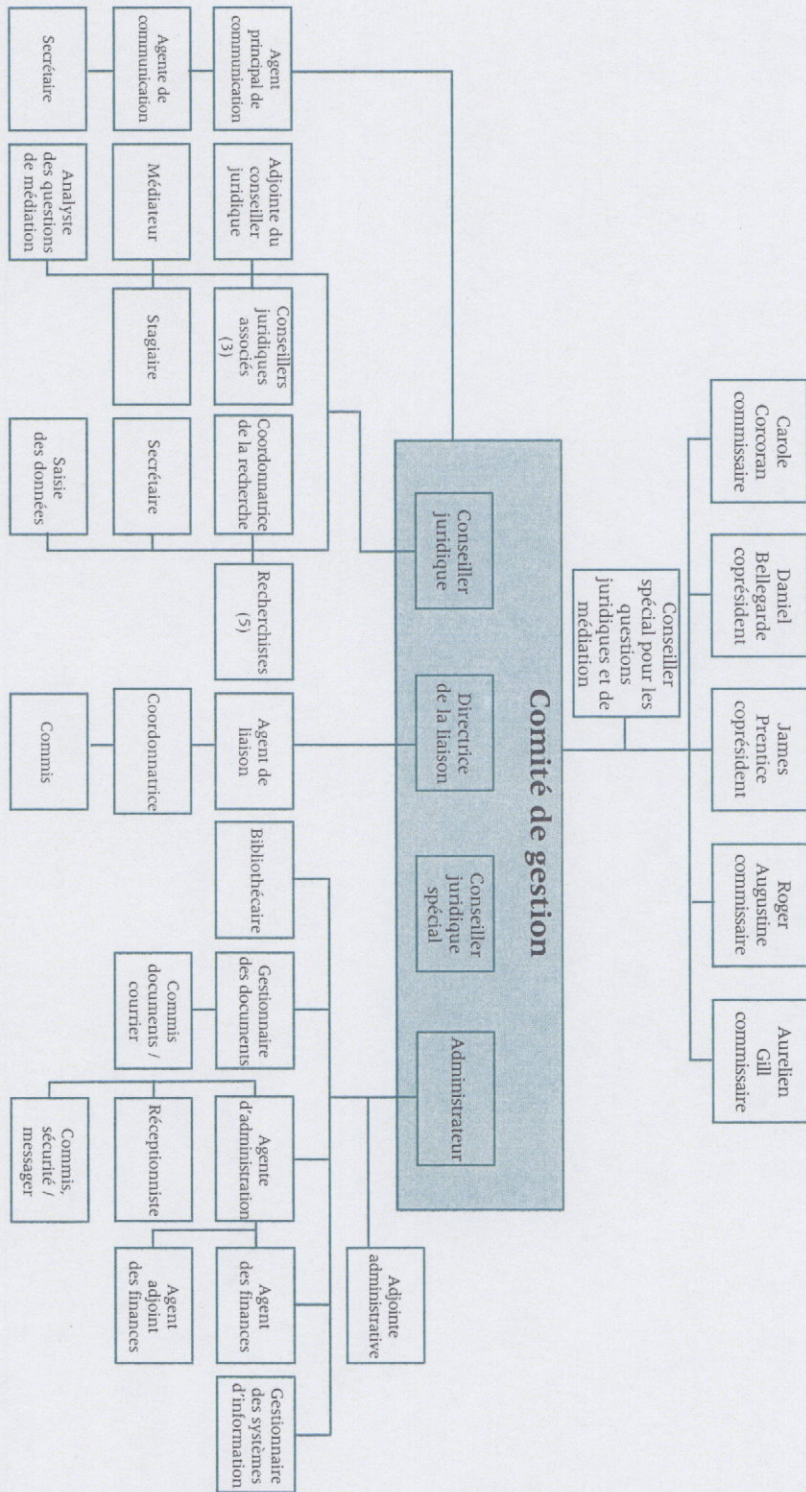 Carole
Corcoran
commissaire
Daniel
Bellegarde
coprésident
James
Prentice
coprésident
Roger
Augustine
commissaire
Aurelien
Gill
commissaire
Conseiller
spécial pour les
questions
juridiques et de
médiation
Comité de gestion
Conseiller
juridique
Directrice
de la liaison
Conseiller
juridique
spécial
Administrateur
Adjointe
administrative
Agent
principal de
communication
Adjointe du
conseiller
juridique
Conseillers
juridiques
associés
(3)
Coordonnatrice
de la recherche
Recherchistes
(5)
Agent de
liaison
Bibliothécaire
Gestionnaire
des documents
Agente
d'administration
Agent
des finances
Gestionnaire
des systèmes
d'information
Agente de
communication
Médiateur
Stagiaire
Secrétaire
Coordonnatrice
Commis
documents /
courrier
Réceptionniste
Agent
adjoint
des finances
Secrétaire
Analyste
des questions
de médiation
Saisie
des données
Commis
Commis,
sécurité /
messager